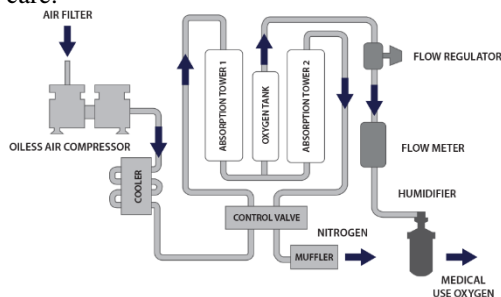 care.
AIR FILTER
OILESS AIR COMPRESSOR
COOLER
ABSORPTION TOWER 1
OXYGEN TANK
ABSORPTION TOWER 2
FLOW REGULATOR
FLOW METER
HUMIDIFIER
CONTROL VALVE
NITROGEN
MUFFLER
MEDICAL
USE OXYGEN